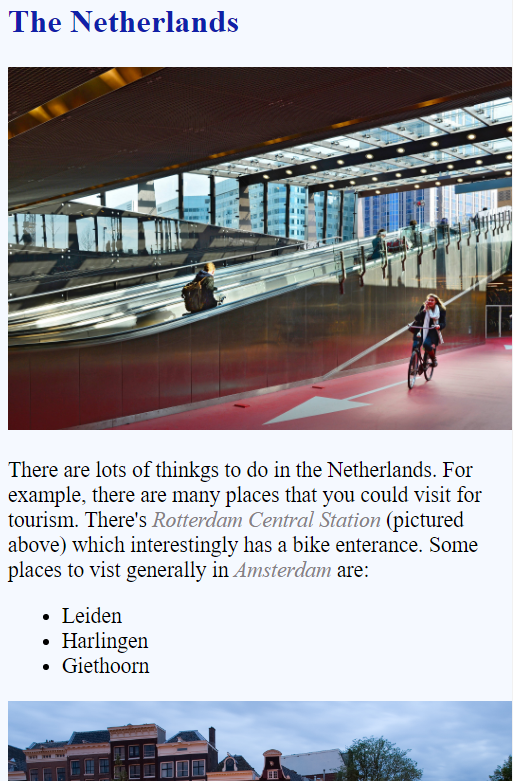 The Netherlands
There are lots of thinkgs to do in the Netherlands. For
example, there are many places that you could visit for
tourism. There's Rotterdam Central Station (pictured
above) which interestingly has a bike enterance. Some
places to vist generally in Amsterdam are:
• Leiden
• Harlingen
• Giethoorn